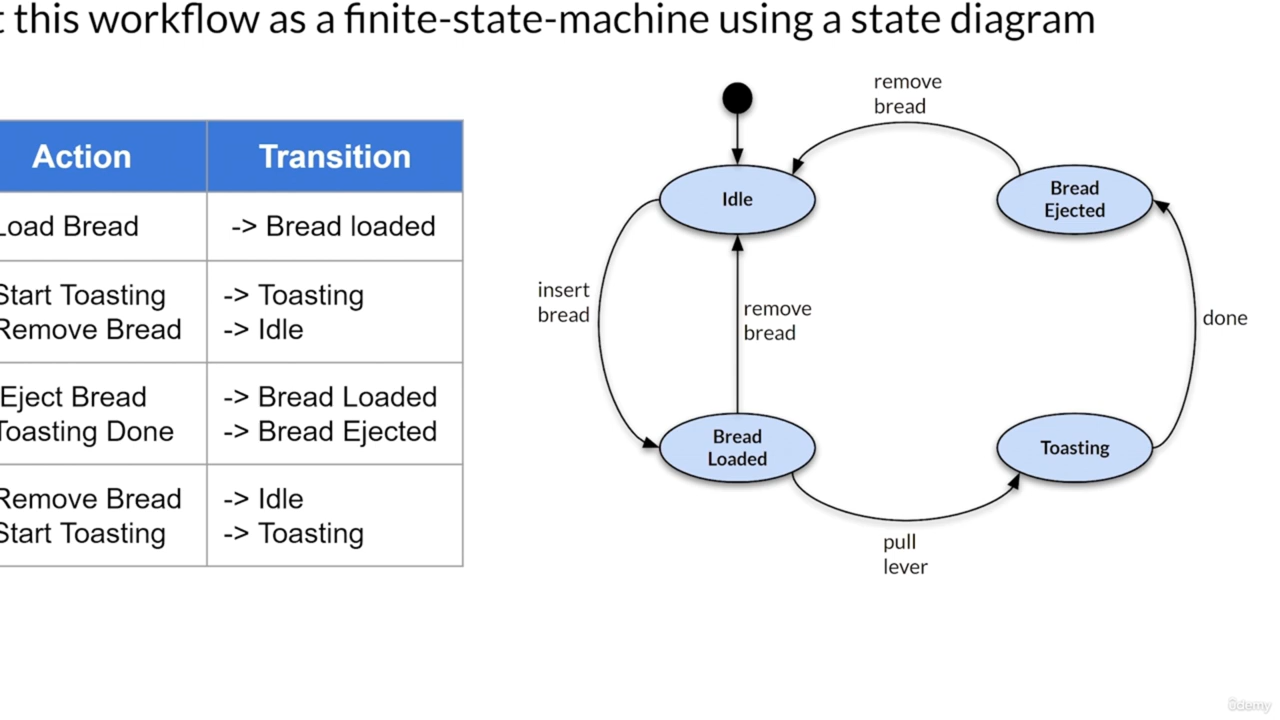 t this workflow as a finite-state-machine using a state diagram
Action Transition
Load Bread -> Bread loaded
Start Toasting -> Toasting
Remove Bread -> Idle
Eject Bread -> Bread Loaded
Toasting Done -> Bread Ejected
Remove Bread -> Idle
Start Toasting -> Toasting
remove
bread
Idle
Bread
Ejected
insert
bread
remove
bread
done
Bread
Loaded
Toasting
pull
lever
ûdemy